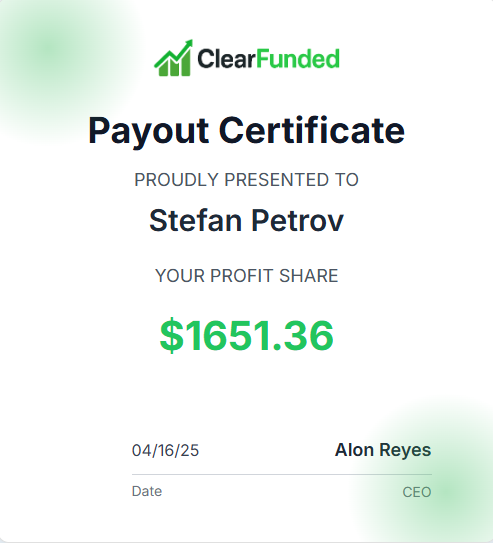 ClearFunded
Payout Certificate
PROUDLY PRESENTED TO
Stefan Petrov
YOUR PROFIT SHARE
$1651.36
04/16/25 Alon Reyes
Date CEO